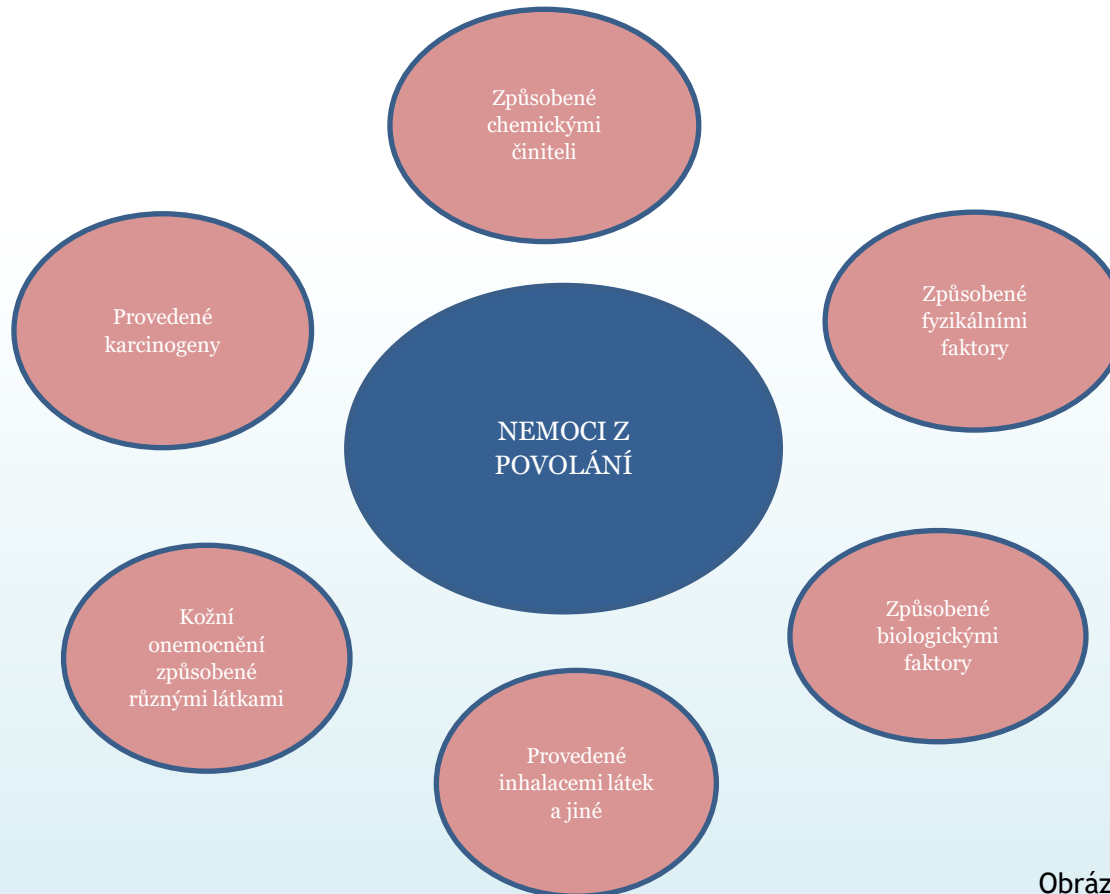 Způsobené
chemickými
činiteli
Provedené
karcinogeny
Způsobené
fyzikálními
faktory
NEMOCI Z
POVOLÁNÍ
Kožní
onemocnění
způsobené
různými látkami
Způsobené
biologickými
faktory
Provedené
inhalacemi látek
a jiné
Obráz